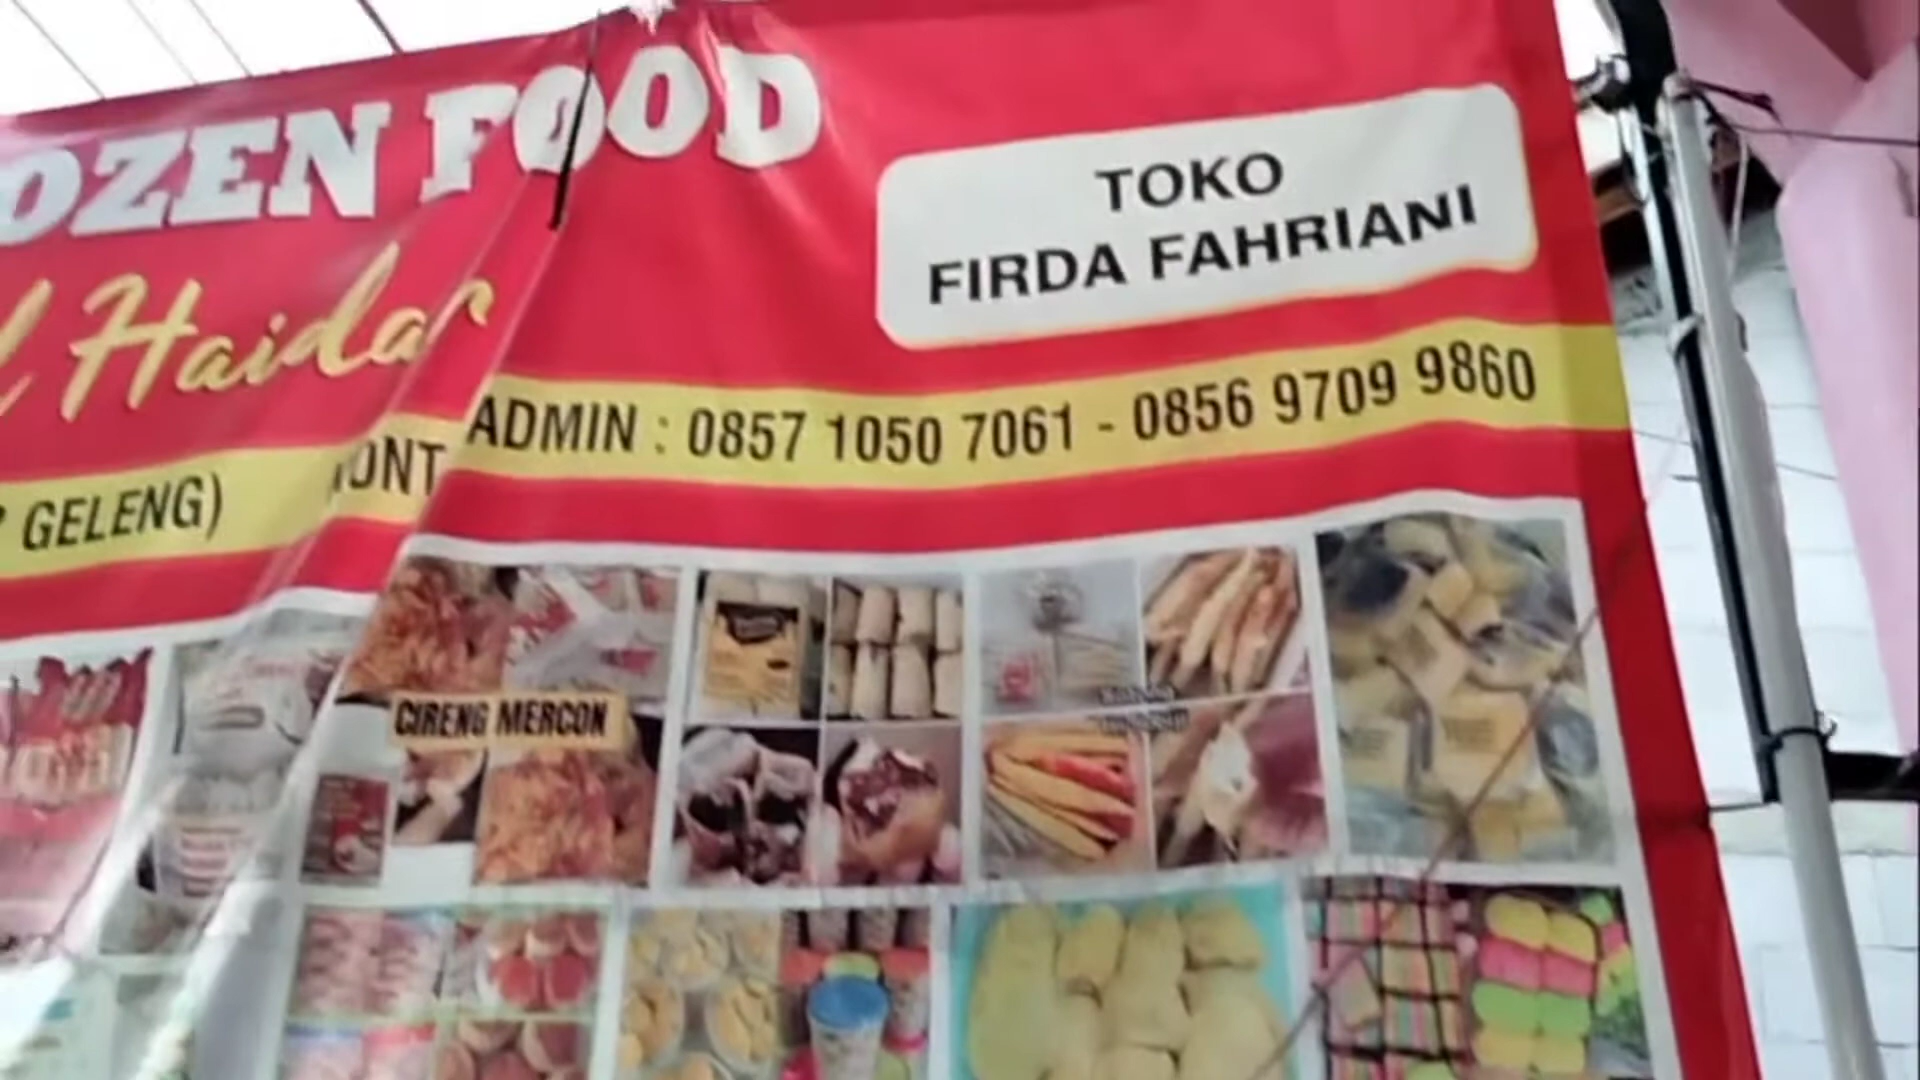 OZEN FOOD
Haidar
TOKO
FIRDA FAHRIANI
GELENG)
ADMIN : 0857 1050 7061 - 0856 9709 9860
CIRENG MERCON